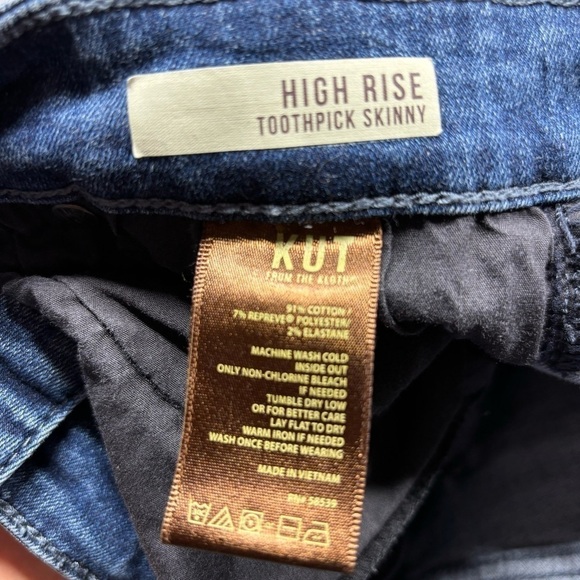 HIGH RISE
TOOTHPICK SKINNY
KUT
FROM THE KLOTH
91% COTTON/
7% REPREVE® POLYESTER/
2% ELASTANE
MACHINE WASH COLD
INSIDE OUT
ONLY NON-CHLORINE BLEACH
IF NEEDED
TUMBLE DRY LOW
OR FOR BETTER CARE
LAY FLAT TO DRY
WARM IRON IF NEEDED
WASH ONCE BEFORE WEARING
MADE IN VIETNAM
RN# 56539